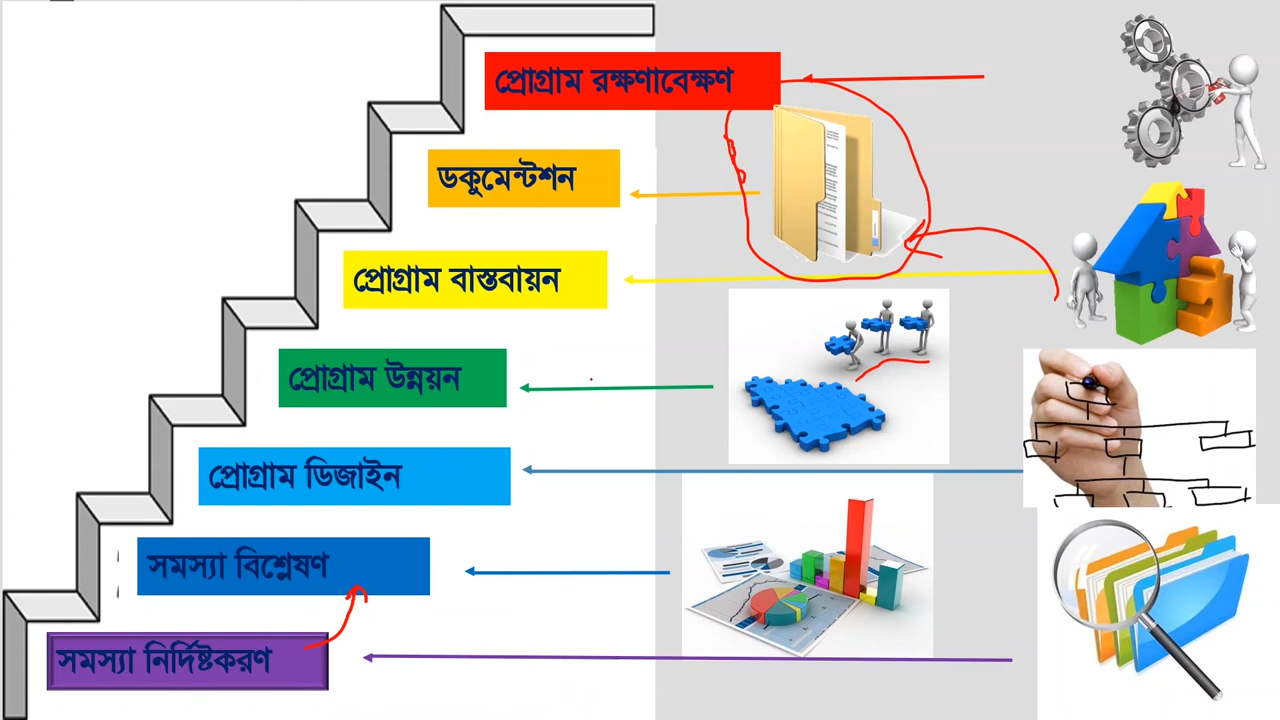 প্রোগ্রাম রক্ষণাবেক্ষণ
ডকুমেন্টশন
প্রোগ্রাম বাস্তবায়ন
প্রোগ্রাম উন্নয়ন
প্রোগ্রাম ডিজাইন
সমস্যা বিশ্লেষণ
সমস্যা নির্দিষ্টকরণ